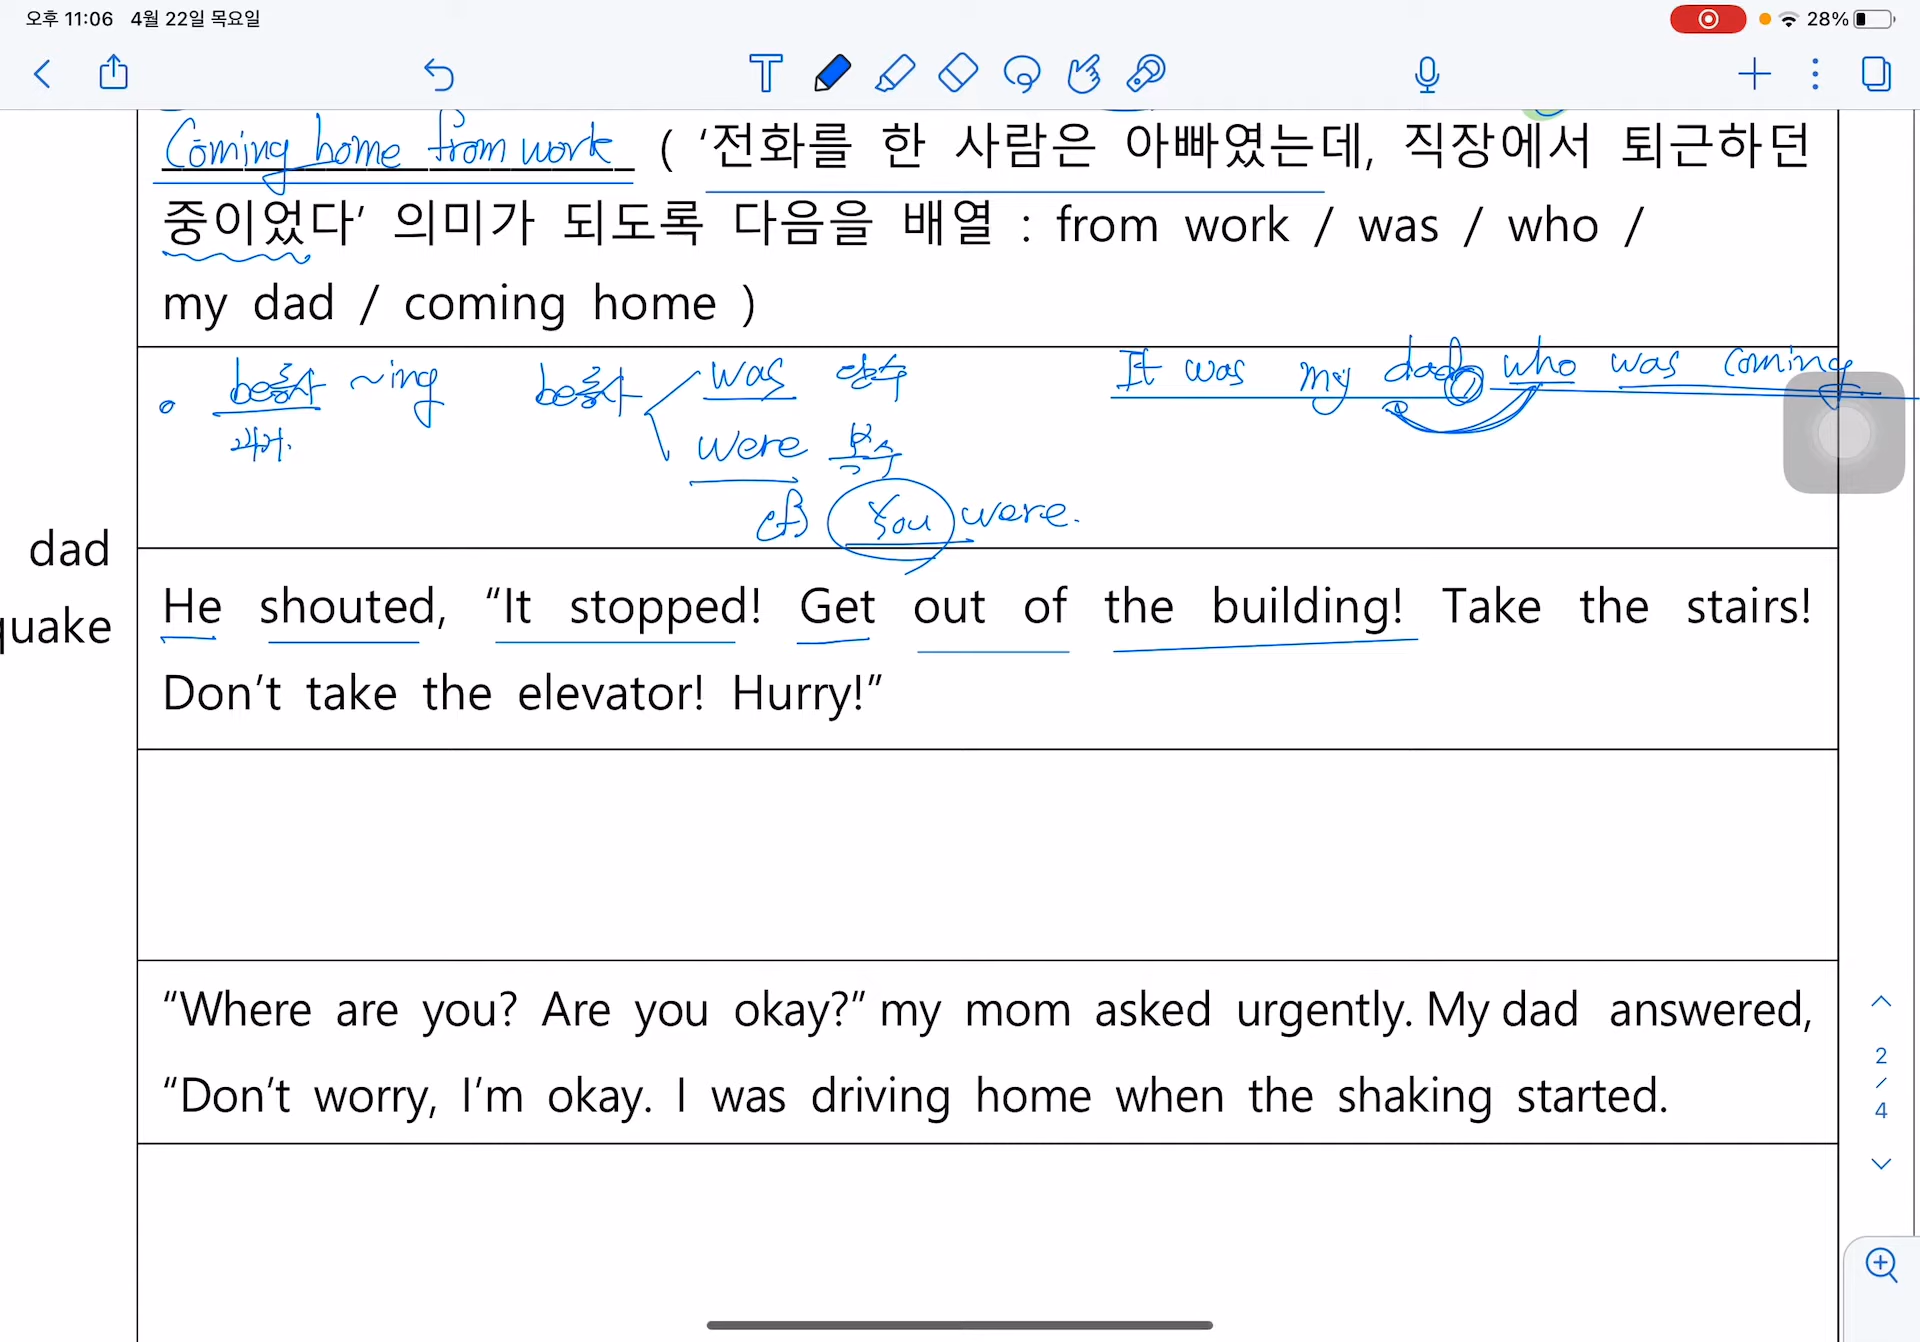 오후 11:06 4월 22일 목요일
28%
Coming home from work ( ‘전화를 한 사람은 아빠였는데, 직장에서 퇴근하던
중이었다’ 의미가 되도록 다음을 배열 : from work / was / who /
my dad / coming home )
be동사 ~ing be동사 was 단수 It was my dad, who was coming
과거. were 복수
cf) you were.
dad
quake
He shouted, “It stopped! Get out of the building! Take the stairs!
Don’t take the elevator! Hurry!”
“Where are you? Are you okay?” my mom asked urgently. My dad answered,
“Don’t worry, I’m okay. I was driving home when the shaking started.
2
/
4